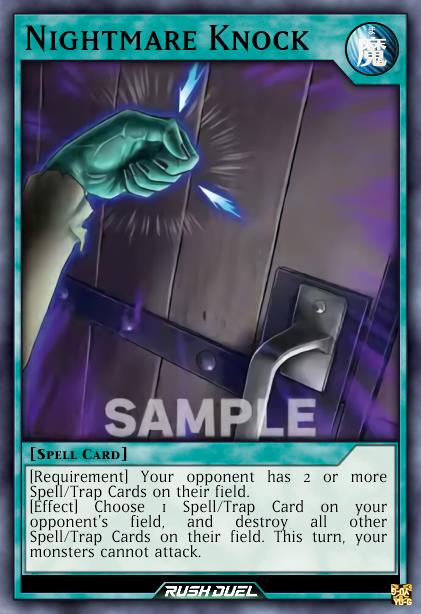 Nightmare Knock
ま
魔
SAMPLE
[Spell Card]
[Requirement] Your opponent has 2 or more
Spell/Trap Cards on their field.
[Effect] Choose 1 Spell/Trap Card on your
opponent's field, and destroy all other
Spell/Trap Cards on their field. This turn, your
monsters cannot attack.
RUSH DUEL